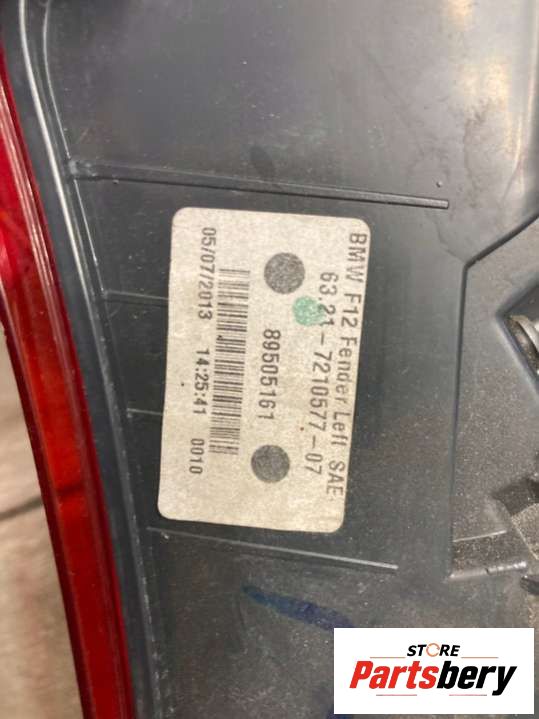 BMW F12 Fender Left SAE
63.21-7210577-07
89505161
05/07/2013 14:25:41 0010
STORE
Partsbery